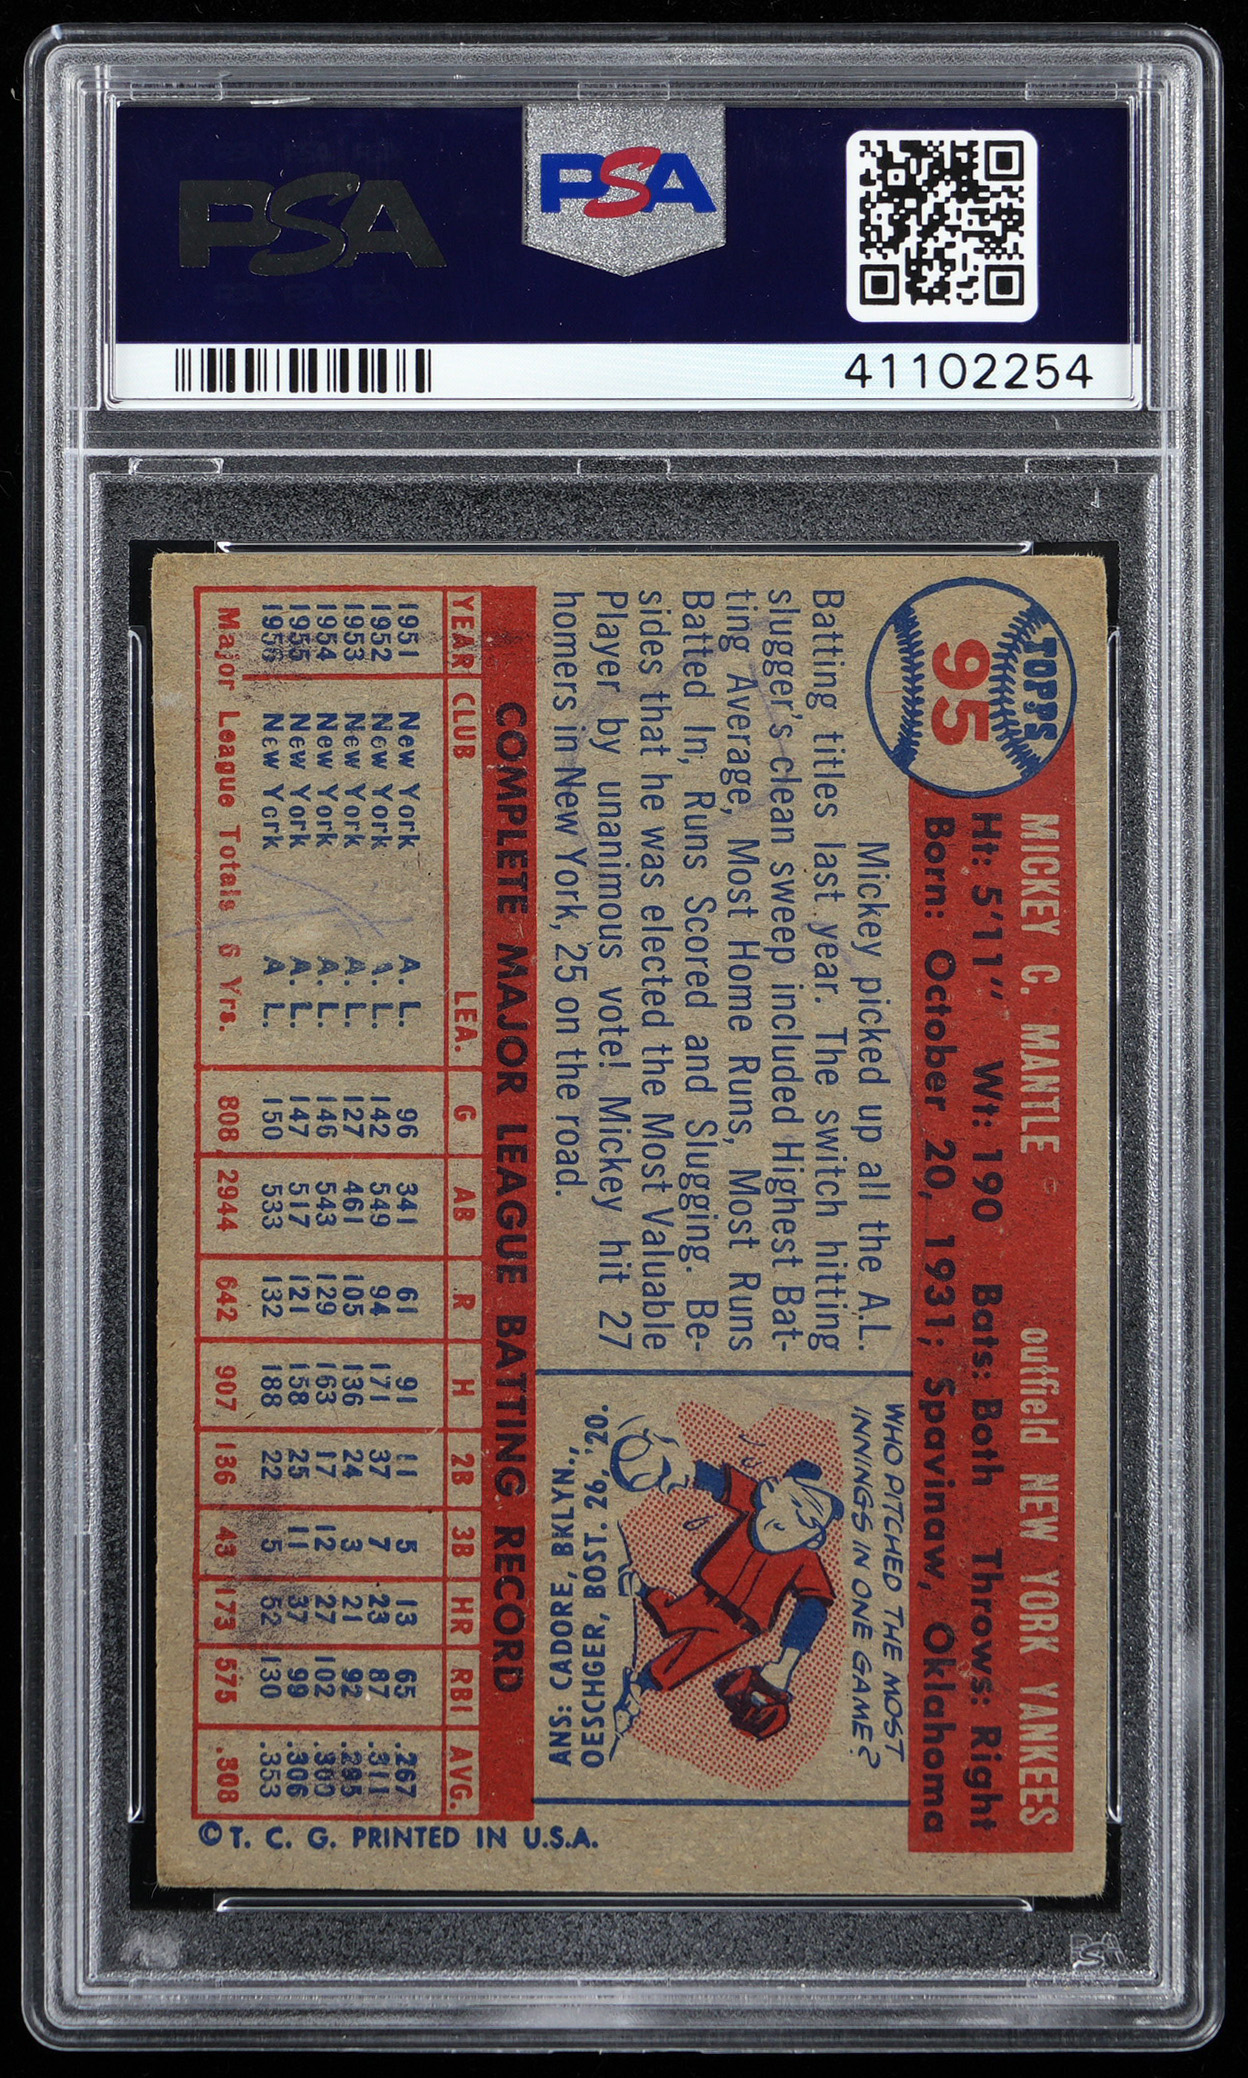 PSA
PSA
41102254
TOPPS
95
MICKEY C. MANTLE outfield NEW YORK YANKEES
Ht: 5'11" Wt: 190 Bats: Both Throws: Right
Born: October 20, 1931; Spavinaw, Oklahoma
Mickey picked up all the A.L.
Batting titles last year. The switch hitting
slugger's clean sweep included Highest Bat-
ting Average, Most Home Runs, Most Runs
Batted In, Runs Scored and Slugging. Be-
sides that he was elected the Most Valuable
Player by unanimous vote! Mickey hit 27
homers in New York, 25 on the road.
WHO PITCHED THE MOST
INNINGS IN ONE GAME?
ANS: CADORE, BKLYN.,
OESCHGER, BOST. 26, '20.
COMPLETE MAJOR LEAGUE BATTING RECORD
YEAR CLUB LEA. G AB R H 2B 3B HR RBI AVG.
1951 New York A. L. 96 341 61 91 11 5 13 65 .267
1952 New York A. L. 142 549 94 171 37 7 23 87 .311
1953 New York A. L. 127 461 105 136 24 3 21 92 .295
1954 New York A. L. 146 543 129 163 17 12 27 102 .300
1955 New York A. L. 147 517 121 158 25 11 37 99 .306
1956 New York A. L. 150 533 132 188 22 5 52 130 .353
Major League Totals 6 Yrs. 808 2944 642 907 136 43 173 575 .308
© T. C. G. PRINTED IN U.S.A.
PSA